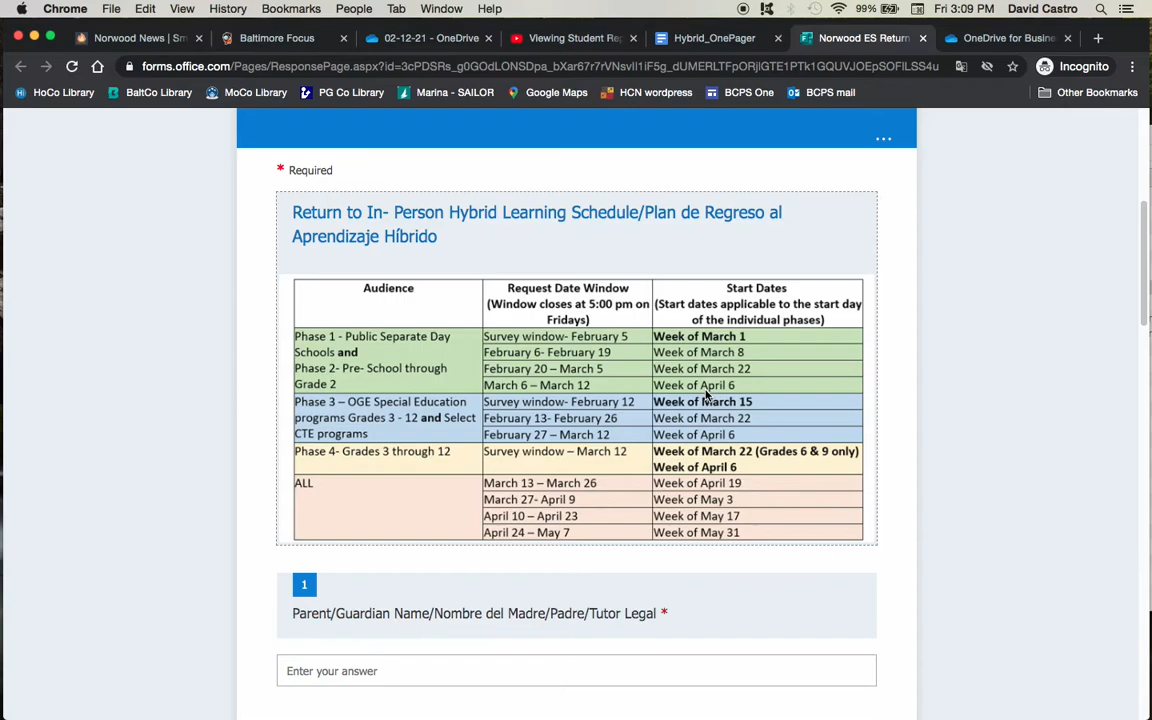 Chrome File Edit View History Bookmarks People Tab Window Help 99% Fri 3:09 PM David Castro
Norwood News | Sm
Baltimore Focus
02-12-21 - OneDrive
Viewing Student Re
Hybrid_OnePager
Norwood ES Return
OneDrive for Busine
forms.office.com/Pages/ResponsePage.aspx?id=3cPDSRs_g0GOdLONSDpa_bXar67r7rVNsvlI1iF5g_dUMERLTFpORjlGTE1PTk1GQUVJOEpSOFlLSS4u Incognito
HoCo Library BaltCo Library MoCo Library PG Co Library Marina - SAILOR Google Maps HCN wordpress BCPS One BCPS mail Other Bookmarks
* Required
Return to In- Person Hybrid Learning Schedule/Plan de Regreso al
Aprendizaje Híbrido
Audience
Request Date Window
(Window closes at 5:00 pm on
Fridays)
Start Dates
(Start dates applicable to the start day
of the individual phases)
Phase 1 - Public Separate Day
Schools and
Phase 2- Pre- School through
Grade 2
Survey window- February 5 Week of March 1
February 6- February 19 Week of March 8
February 20 – March 5 Week of March 22
March 6 – March 12 Week of April 6
Phase 3 – OGE Special Education
programs Grades 3 - 12 and Select
CTE programs
Survey window- February 12 Week of March 15
February 13- February 26 Week of March 22
February 27 – March 12 Week of April 6
Phase 4- Grades 3 through 12
Survey window – March 12
Week of March 22 (Grades 6 & 9 only)
Week of April 6
ALL
March 13 – March 26 Week of April 19
March 27- April 9 Week of May 3
April 10 – April 23 Week of May 17
April 24 – May 7 Week of May 31
1
Parent/Guardian Name/Nombre del Madre/Padre/Tutor Legal *
Enter your answer